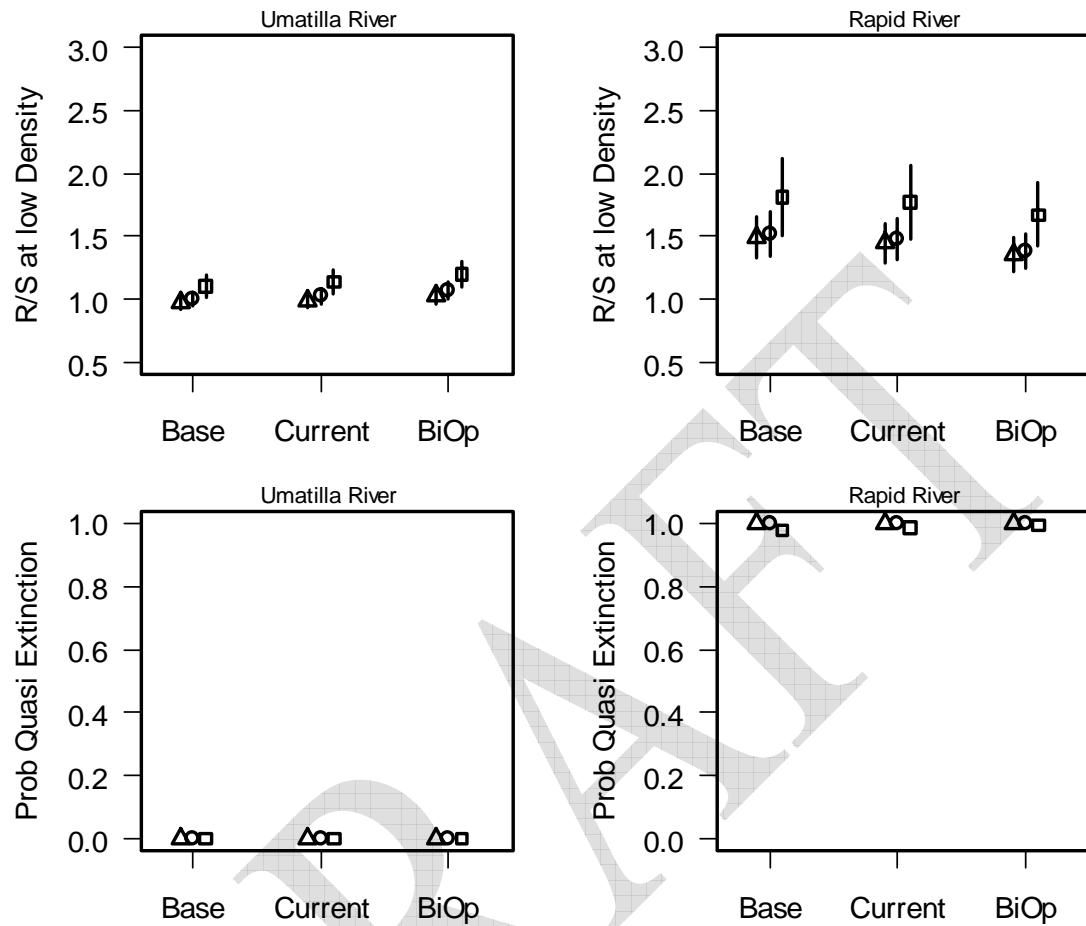 Umatilla River
R/S at low Density
3.0
2.5
2.0
1.5
1.0
0.5
Base Current BiOp
Rapid River
R/S at low Density
3.0
2.5
2.0
1.5
1.0
0.5
Base Current BiOp
Umatilla River
Prob Quasi Extinction
1.0
0.8
0.6
0.4
0.2
0.0
Base Current BiOp
Rapid River
Prob Quasi Extinction
1.0
0.8
0.6
0.4
0.2
0.0
Base Current BiOp
DRAFT